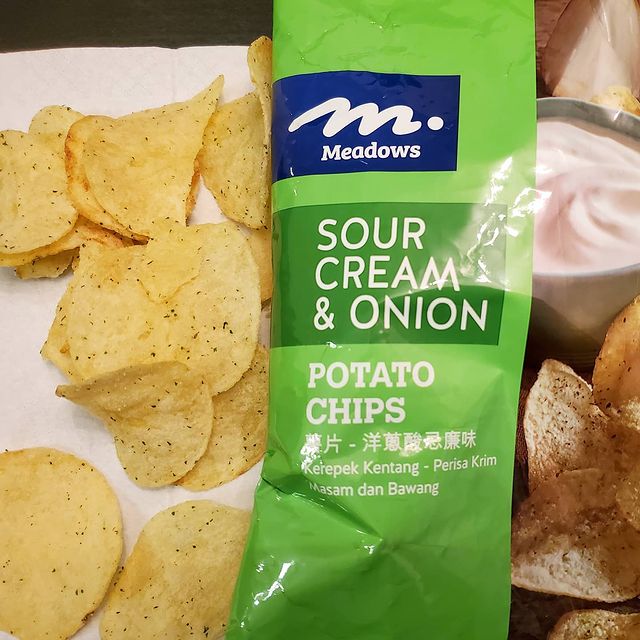 m.
Meadows
SOUR
CREAM
& ONION
POTATO
CHIPS
薯片 - 洋蔥酸忌廉味
Kerepek Kentang - Perisa Krim
Masam dan Bawang